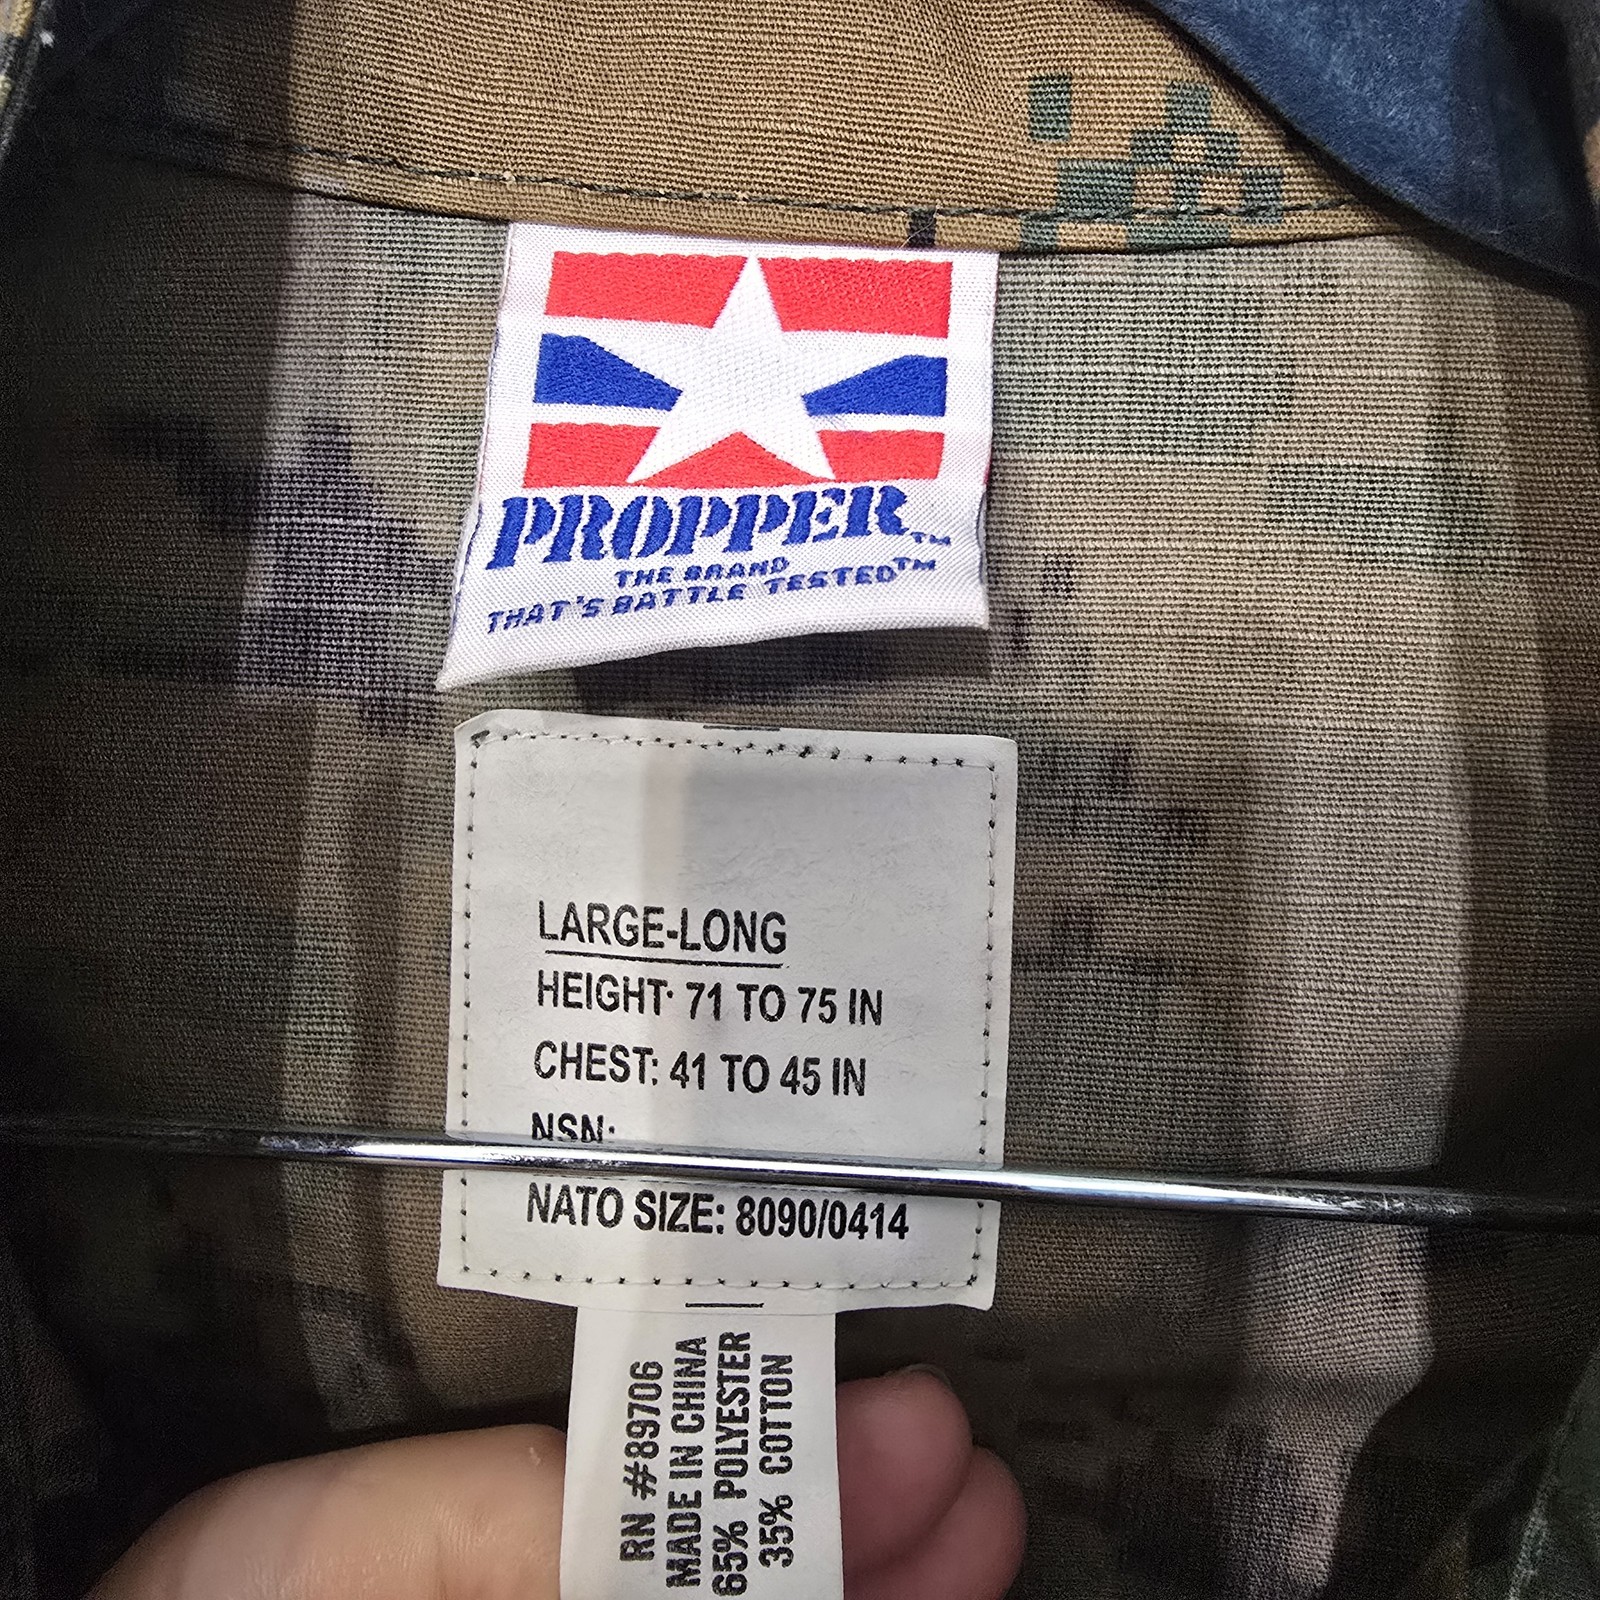 PROPPER™
THE BRAND
THAT'S BATTLE TESTED™
LARGE-LONG
HEIGHT: 71 TO 75 IN
CHEST: 41 TO 45 IN
NSN:
NATO SIZE: 8090/0414
RN #89706
MADE IN CHINA
65% POLYESTER
35% COTTON